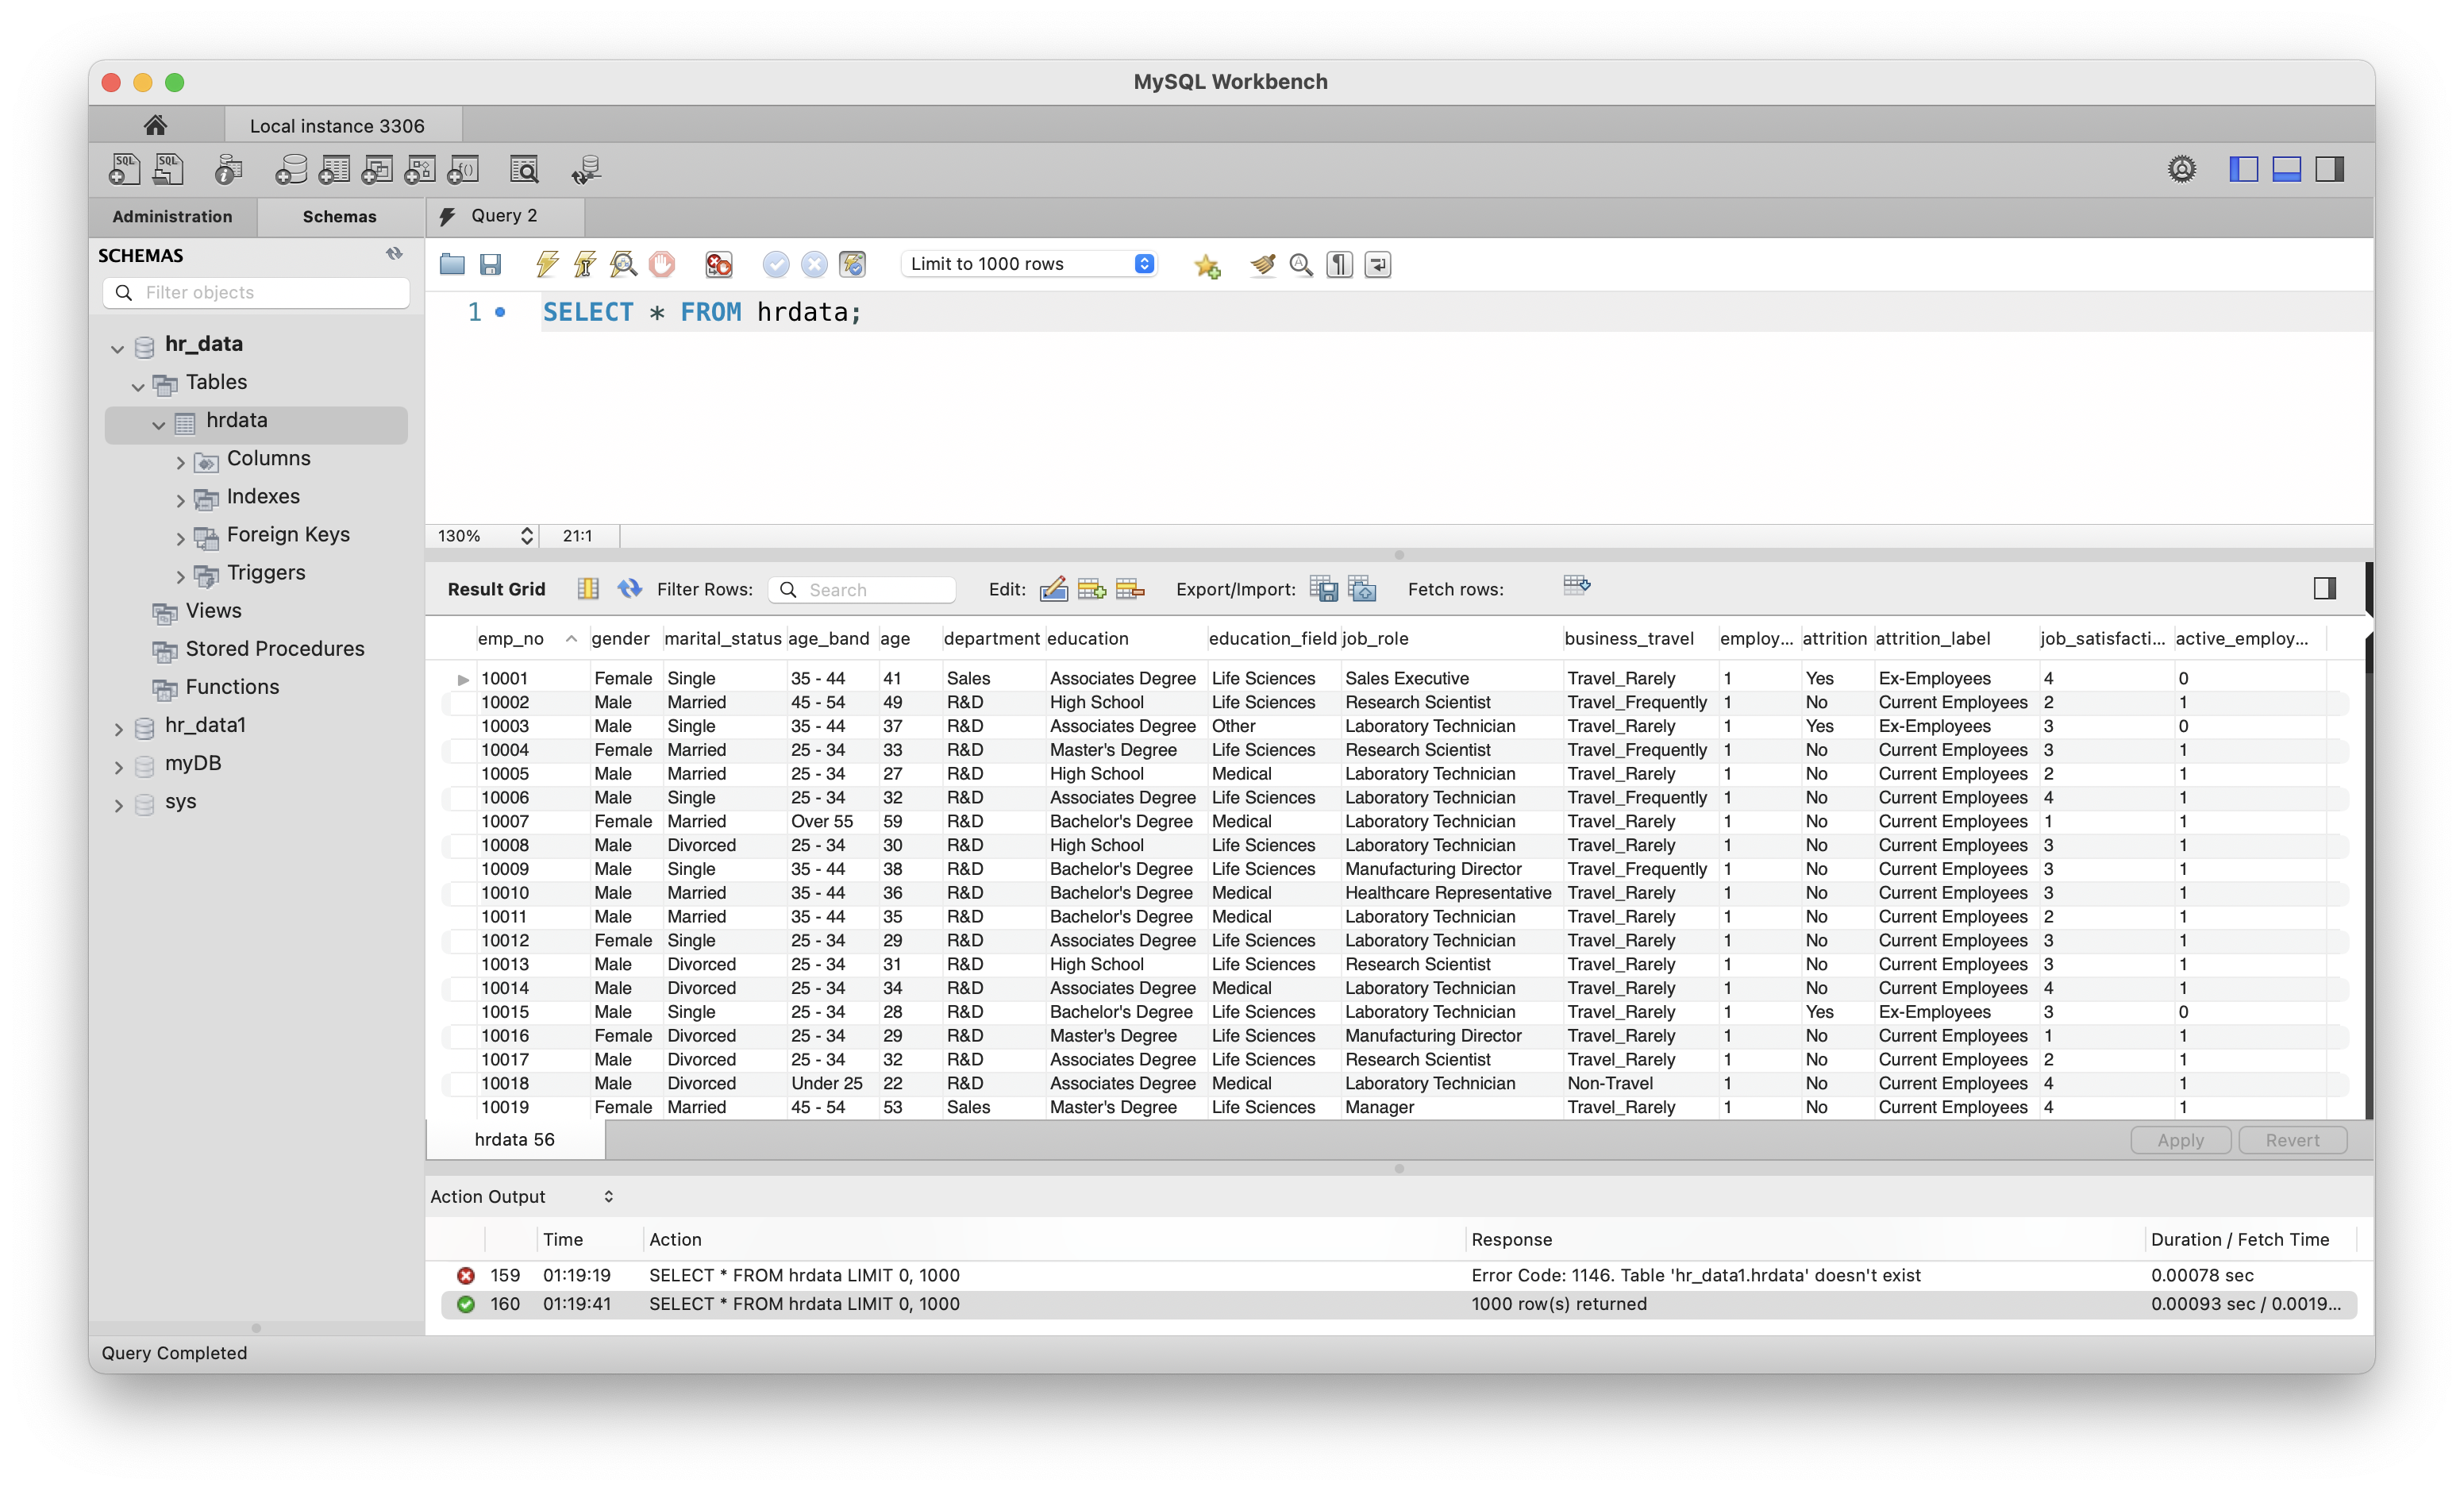 MySQL Workbench
Local instance 3306
SQL SQL i f()
Administration Schemas Query 2
SCHEMAS
Filter objects
Limit to 1000 rows
1 SELECT * FROM hrdata;
hr_data
Tables
hrdata
Columns
Indexes
Foreign Keys
Triggers
Views
Stored Procedures
Functions
hr_data1
myDB
sys
130% 21:1
Result Grid Filter Rows: Search Edit: Export/Import: Fetch rows:
emp_no gender marital_status age_band age department education education_field job_role business_travel employ... attrition attrition_label job_satisfacti... active_employ...
10001 Female Single 35 - 44 41 Sales Associates Degree Life Sciences Sales Executive Travel_Rarely 1 Yes Ex-Employees 4 0
10002 Male Married 45 - 54 49 R&D High School Life Sciences Research Scientist Travel_Frequently 1 No Current Employees 2 1
10003 Male Single 35 - 44 37 R&D Associates Degree Other Laboratory Technician Travel_Rarely 1 Yes Ex-Employees 3 0
10004 Female Married 25 - 34 33 R&D Master's Degree Life Sciences Research Scientist Travel_Frequently 1 No Current Employees 3 1
10005 Male Married 25 - 34 27 R&D High School Medical Laboratory Technician Travel_Rarely 1 No Current Employees 2 1
10006 Male Single 25 - 34 32 R&D Associates Degree Life Sciences Laboratory Technician Travel_Frequently 1 No Current Employees 4 1
10007 Female Married Over 55 59 R&D Bachelor's Degree Medical Laboratory Technician Travel_Rarely 1 No Current Employees 1 1
10008 Male Divorced 25 - 34 30 R&D High School Life Sciences Laboratory Technician Travel_Rarely 1 No Current Employees 3 1
10009 Male Single 35 - 44 38 R&D Bachelor's Degree Life Sciences Manufacturing Director Travel_Frequently 1 No Current Employees 3 1
10010 Male Married 35 - 44 36 R&D Bachelor's Degree Medical Healthcare Representative Travel_Rarely 1 No Current Employees 3 1
10011 Male Married 35 - 44 35 R&D Bachelor's Degree Medical Laboratory Technician Travel_Rarely 1 No Current Employees 2 1
10012 Female Single 25 - 34 29 R&D Associates Degree Life Sciences Laboratory Technician Travel_Rarely 1 No Current Employees 3 1
10013 Male Divorced 25 - 34 31 R&D High School Life Sciences Research Scientist Travel_Rarely 1 No Current Employees 3 1
10014 Male Divorced 25 - 34 34 R&D Associates Degree Medical Laboratory Technician Travel_Rarely 1 No Current Employees 4 1
10015 Male Single 25 - 34 28 R&D Bachelor's Degree Life Sciences Laboratory Technician Travel_Rarely 1 Yes Ex-Employees 3 0
10016 Female Divorced 25 - 34 29 R&D Master's Degree Life Sciences Manufacturing Director Travel_Rarely 1 No Current Employees 1 1
10017 Male Divorced 25 - 34 32 R&D Associates Degree Life Sciences Research Scientist Travel_Rarely 1 No Current Employees 2 1
10018 Male Divorced Under 25 22 R&D Associates Degree Medical Laboratory Technician Non-Travel 1 No Current Employees 4 1
10019 Female Married 45 - 54 53 Sales Master's Degree Life Sciences Manager Travel_Rarely 1 No Current Employees 4 1
hrdata 56 Apply Revert
Action Output
Time Action Response Duration / Fetch Time
159 01:19:19 SELECT * FROM hrdata LIMIT 0, 1000 Error Code: 1146. Table 'hr_data1.hrdata' doesn't exist 0.00078 sec
160 01:19:41 SELECT * FROM hrdata LIMIT 0, 1000 1000 row(s) returned 0.00093 sec / 0.0019...
Query Completed